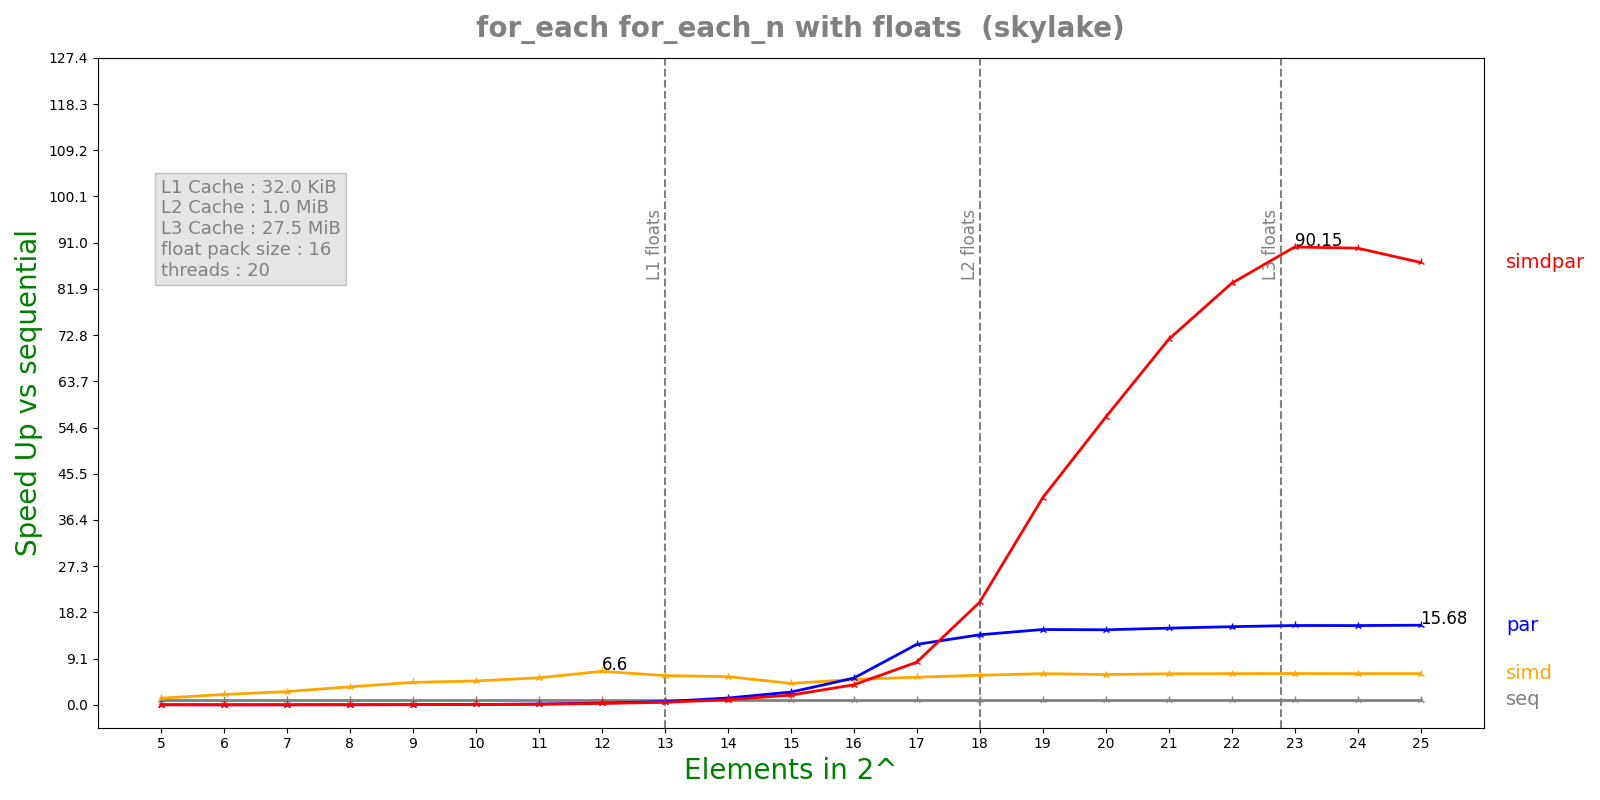 for_each for_each_n with floats  (skylake)
Speed Up vs sequential
127.4
118.3
109.2
100.1
91.0
81.9
72.8
63.7
54.6
45.5
36.4
27.3
18.2
9.1
0.0
L1 Cache : 32.0 KiB
L2 Cache : 1.0 MiB
L3 Cache : 27.5 MiB
float pack size : 16
threads : 20
L1 floats
L2 floats
L3 floats
90.15
15.68
6.6
simdpar
par
simd
seq
5 6 7 8 9 10 11 12 13 14 15 16 17 18 19 20 21 22 23 24 25
Elements in 2^